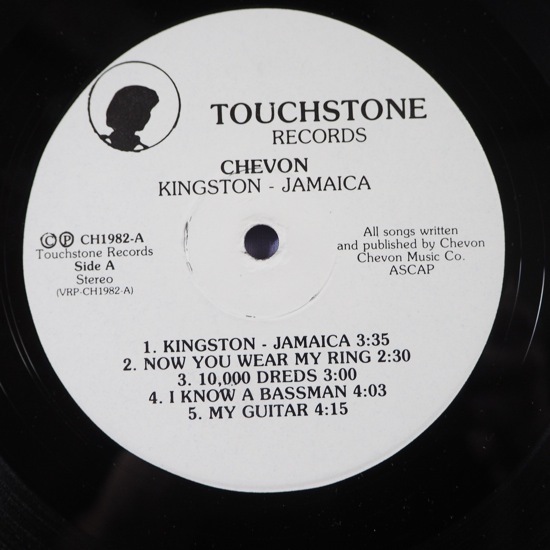 TOUCHSTONE
RECORDS
CHEVON
KINGSTON - JAMAICA
©℗ CH1982-A
Touchstone Records
Side A
Stereo
(VRP-CH1982-A)
All songs written
and published by Chevon
Chevon Music Co.
ASCAP
1. KINGSTON - JAMAICA 3:35
2. NOW YOU WEAR MY RING 2:30
3. 10,000 DREDS 3:00
4. I KNOW A BASSMAN 4:03
5. MY GUITAR 4:15